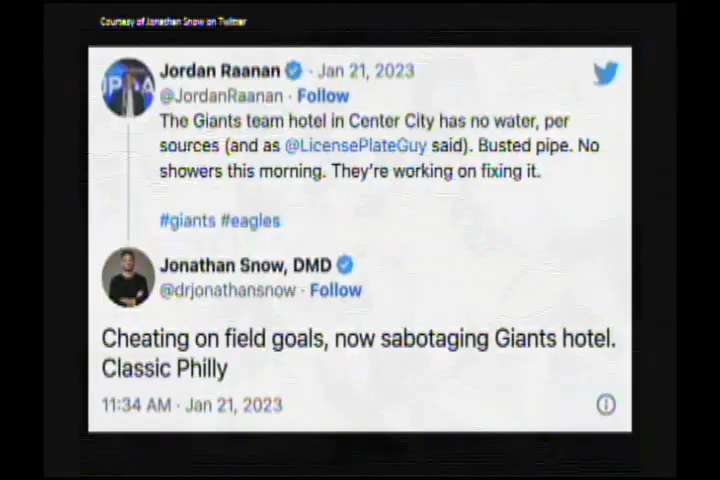 Courtesy of Jonathan Snow on Twitter
Jordan Raanan · Jan 21, 2023
@JordanRaanan · Follow
The Giants team hotel in Center City has no water, per
sources (and as @LicensePlateGuy said). Busted pipe. No
showers this morning. They're working on fixing it.
#giants #eagles
Jonathan Snow, DMD
@drjonathansnow · Follow
Cheating on field goals, now sabotaging Giants hotel.
Classic Philly
11:34 AM · Jan 21, 2023